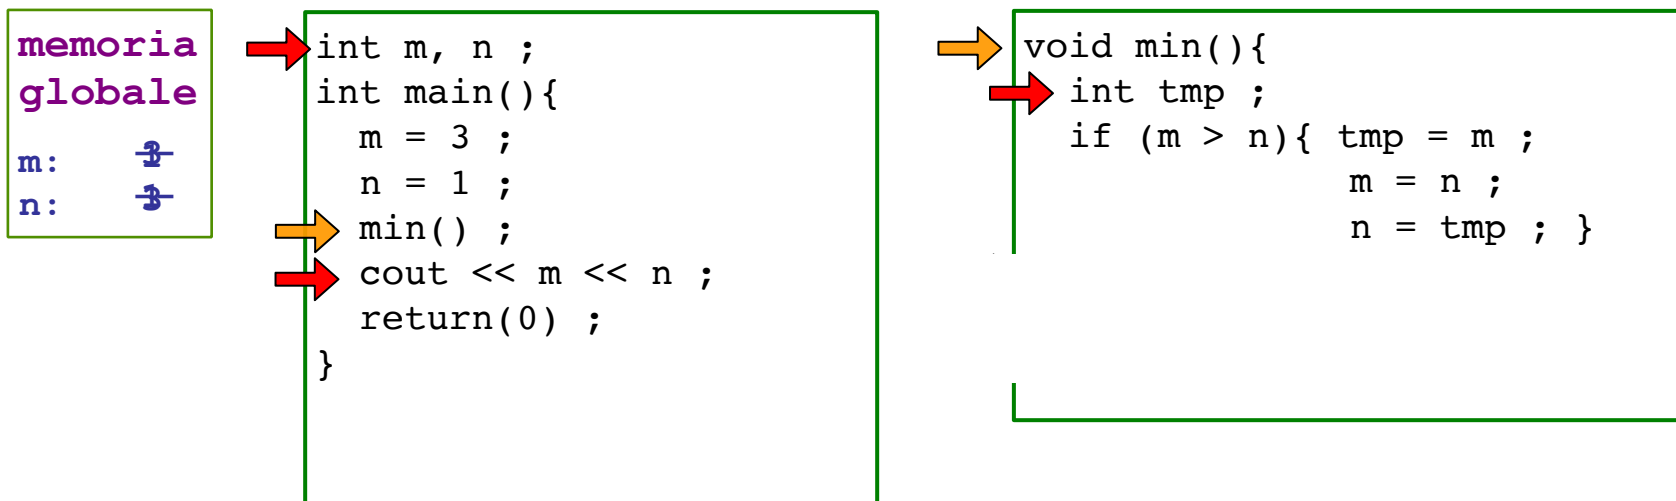 memoria
globale
m:
n:
int m, n ;
int main(){
m = 3 ;
n = 1 ;
min() ;
cout << m << n ;
return(0) ;
}
void min(){
int tmp ;
if (m > n){ tmp = m ;
m = n ;
n = tmp ; }